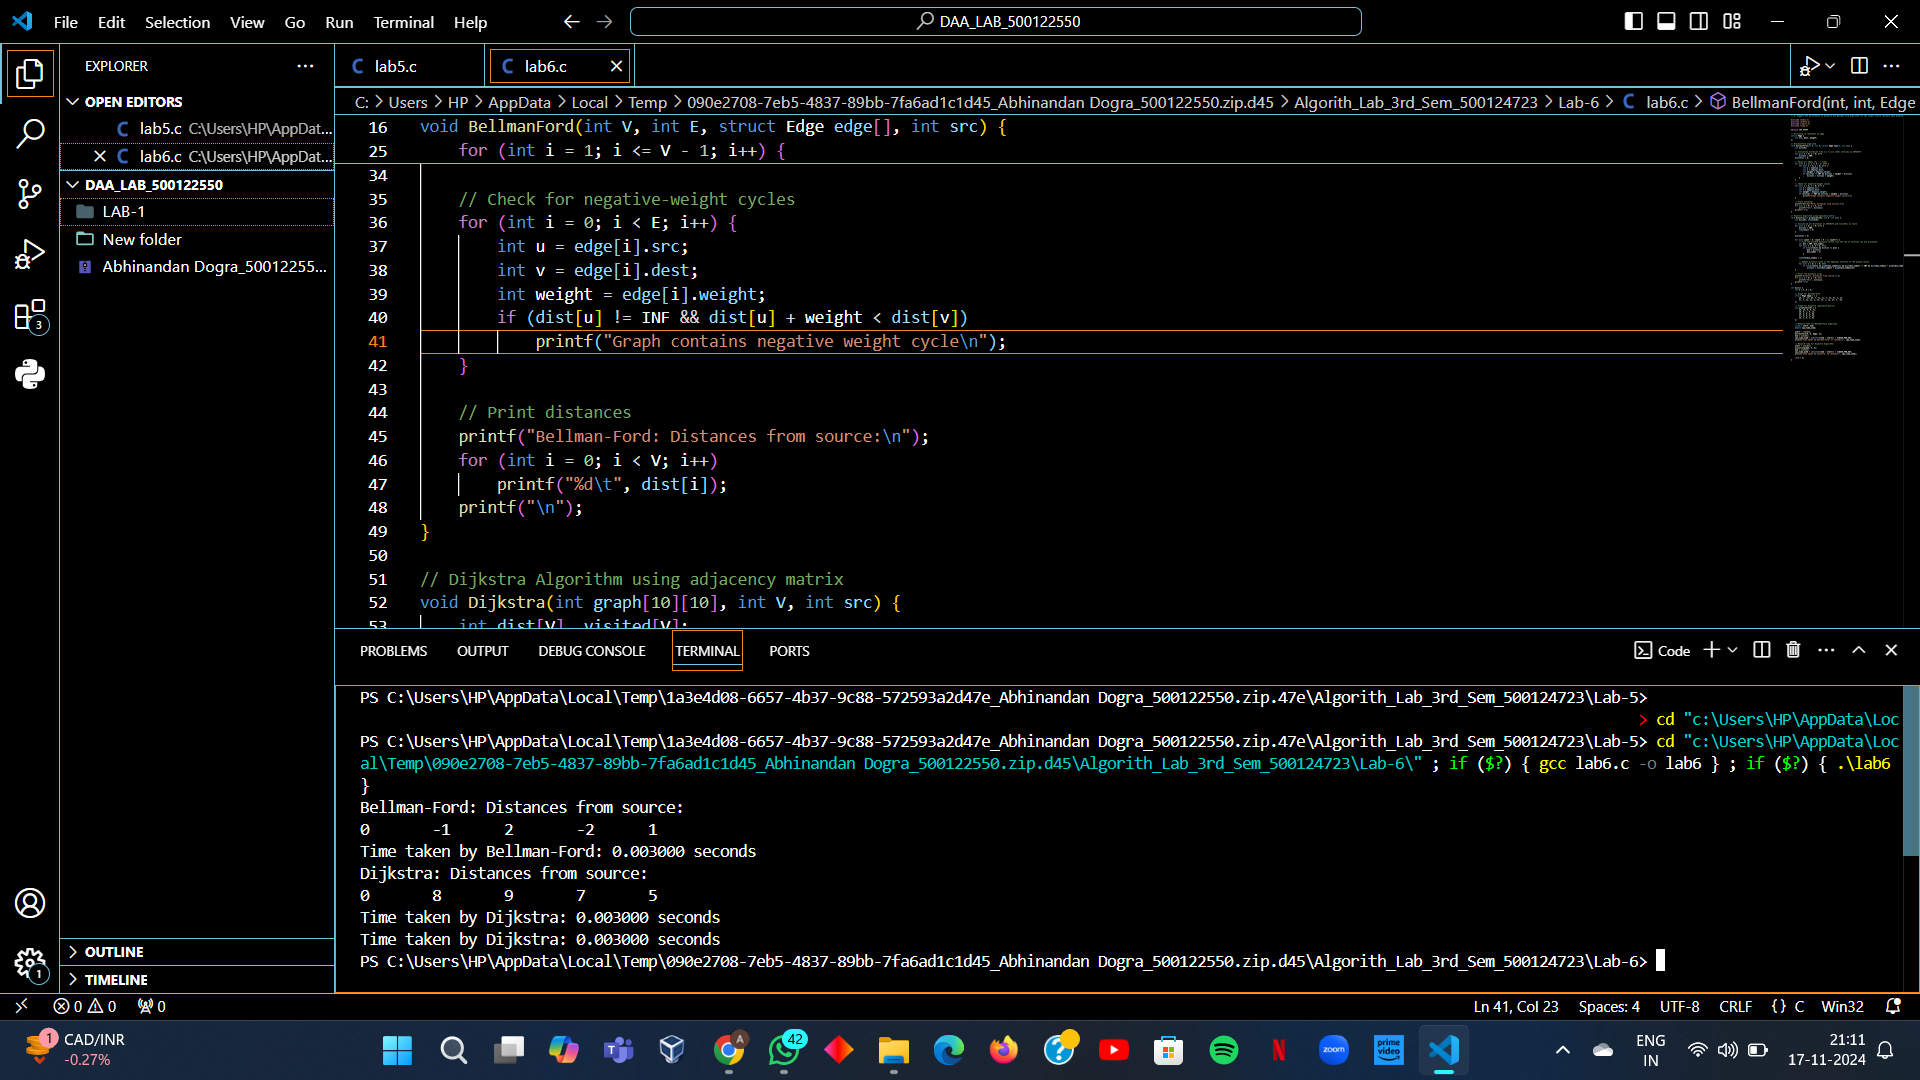 File Edit Selection View Go Run Terminal Help
DAA_LAB_500122550
EXPLORER
OPEN EDITORS
lab5.c C:\Users\HP\AppDat...
lab6.c C:\Users\HP\AppDat...
DAA_LAB_500122550
LAB-1
New folder
Abhinandan Dogra_50012255...
OUTLINE
TIMELINE
3
1
lab5.c
lab6.c
C: > Users > HP > AppData > Local > Temp > 090e2708-7eb5-4837-89bb-7fa6ad1c1d45_Abhinandan Dogra_500122550.zip.d45 > Algorith_Lab_3rd_Sem_500124723 > Lab-6 > C lab6.c > BellmanFord(int, int, Edge
16 void BellmanFord(int V, int E, struct Edge edge[], int src) {
25 for (int i = 1; i <= V - 1; i++) {
34
35 // Check for negative-weight cycles
36 for (int i = 0; i < E; i++) {
37 int u = edge[i].src;
38 int v = edge[i].dest;
39 int weight = edge[i].weight;
40 if (dist[u] != INF && dist[u] + weight < dist[v])
41 printf("Graph contains negative weight cycle\n");
42 }
43
44 // Print distances
45 printf("Bellman-Ford: Distances from source:\n");
46 for (int i = 0; i < V; i++)
47 printf("%d\t", dist[i]);
48 printf("\n");
49 }
50
51 // Dijkstra Algorithm using adjacency matrix
52 void Dijkstra(int graph[10][10], int V, int src) {
53 int dist[V], visited[V];
PROBLEMS OUTPUT DEBUG CONSOLE TERMINAL PORTS
Code
PS C:\Users\HP\AppData\Local\Temp\1a3e4d08-6657-4b37-9c88-572593a2d47e_Abhinandan Dogra_500122550.zip.47e\Algorith_Lab_3rd_Sem_500124723\Lab-5>
> cd "c:\Users\HP\AppData\Loc
PS C:\Users\HP\AppData\Local\Temp\1a3e4d08-6657-4b37-9c88-572593a2d47e_Abhinandan Dogra_500122550.zip.47e\Algorith_Lab_3rd_Sem_500124723\Lab-5> cd "c:\Users\HP\AppData\Loc
al\Temp\090e2708-7eb5-4837-89bb-7fa6ad1c1d45_Abhinandan Dogra_500122550.zip.d45\Algorith_Lab_3rd_Sem_500124723\Lab-6\" ; if ($?) { gcc lab6.c -o lab6 } ; if ($?) { .\lab6
}
Bellman-Ford: Distances from source:
0 -1 2 -2 1
Time taken by Bellman-Ford: 0.003000 seconds
Dijkstra: Distances from source:
0 8 9 7 5
Time taken by Dijkstra: 0.003000 seconds
Time taken by Dijkstra: 0.003000 seconds
PS C:\Users\HP\AppData\Local\Temp\090e2708-7eb5-4837-89bb-7fa6ad1c1d45_Abhinandan Dogra_500122550.zip.d45\Algorith_Lab_3rd_Sem_500124723\Lab-6>
0 0 0
Ln 41, Col 23 Spaces: 4 UTF-8 CRLF {} C Win32
1
CAD/INR
-0.27%
A
42
zoom
prime video
ENG
IN
21:11
17-11-2024